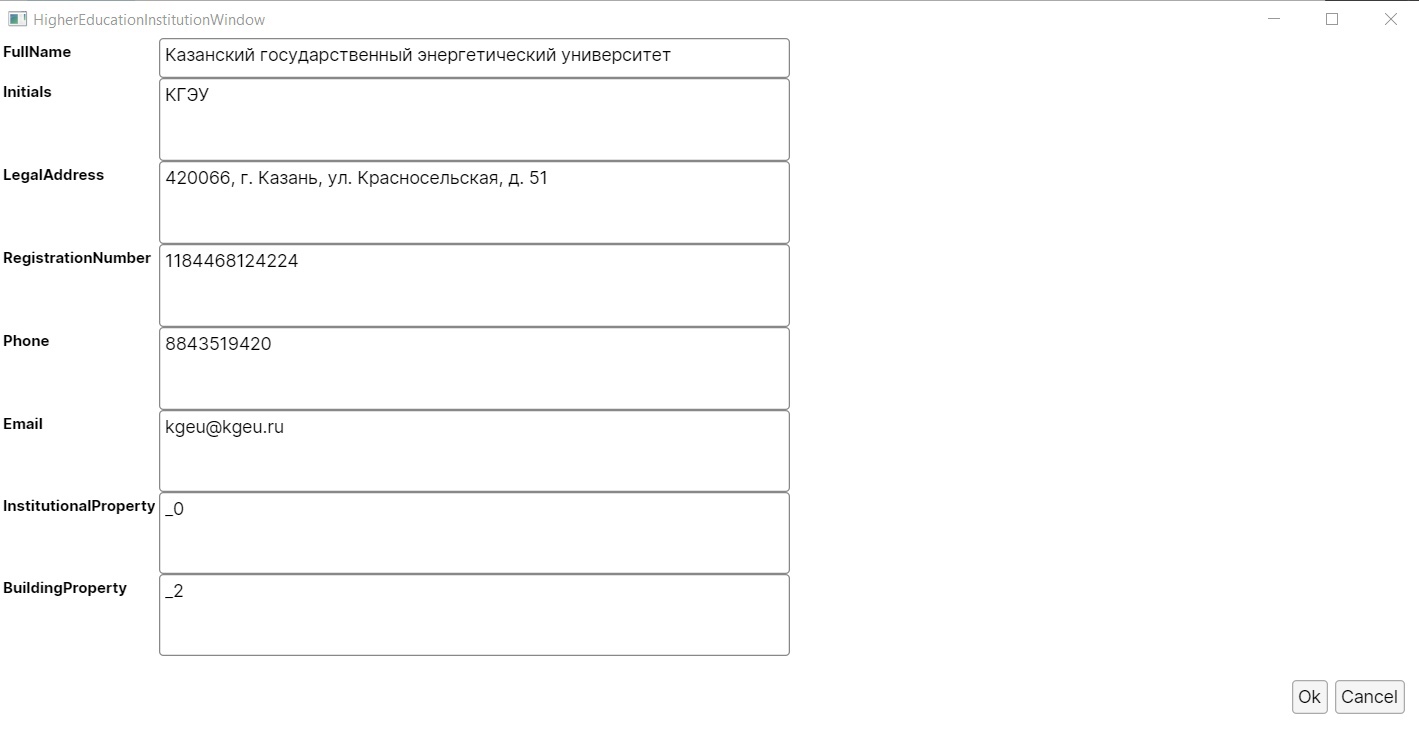 HigherEducationInstitutionWindow
FullName Казанский государственный энергетический университет
Initials КГЭУ
LegalAddress 420066, г. Казань, ул. Красносельская, д. 51
RegistrationNumber 1184468124224
Phone 8843519420
Email kgeu@kgeu.ru
InstitutionalProperty _0
BuildingProperty _2
Ok Cancel